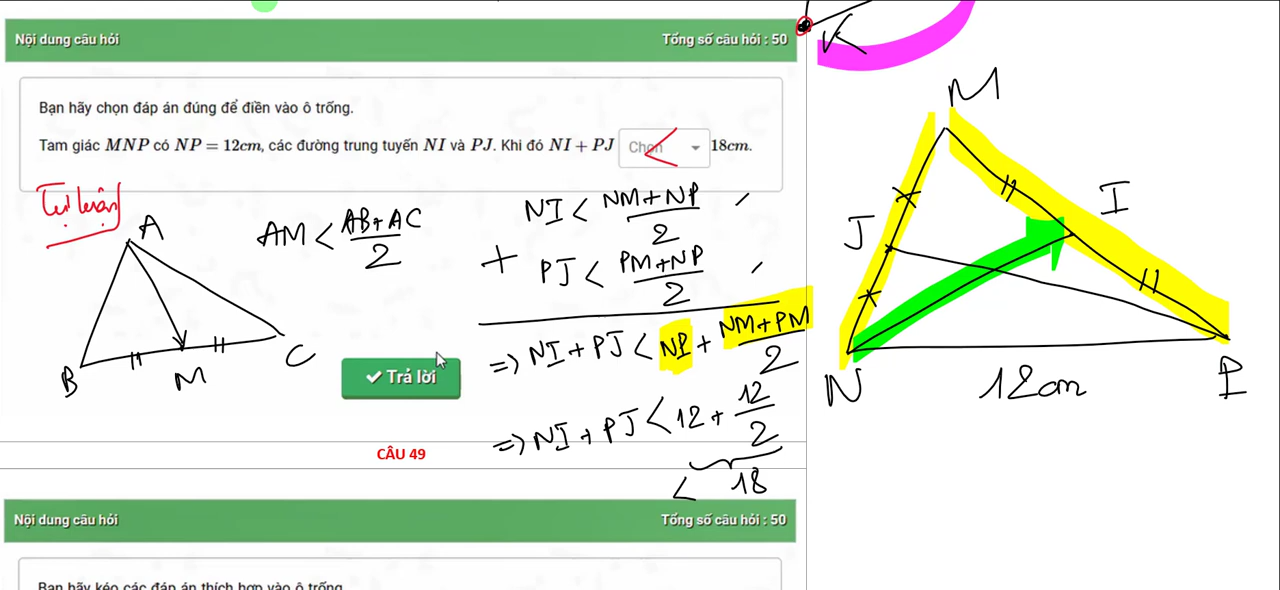 Nội dung câu hỏi
Tổng số câu hỏi : 50
Bạn hãy chọn đáp án đúng để điền vào ô trống.
Tam giác MNP có NP = 12cm, các đường trung tuyến NI và PJ. Khi đó NI + PJ Chọn < 18cm.
Tự luận
A
B
M
C
AM < (AB+AC)/2
NI < (NM+NP)/2
+ PJ < (PM+NP)/2
=> NI + PJ < NP + (NM+PM)/2
=> NI + PJ < 12 + 12/2
< 18
Trả lời
CÂU 49
K
M
J
I
N
12cm
P
Nội dung câu hỏi
Tổng số câu hỏi : 50
Bạn hãy kéo các đáp án thích hợp vào ô trống.